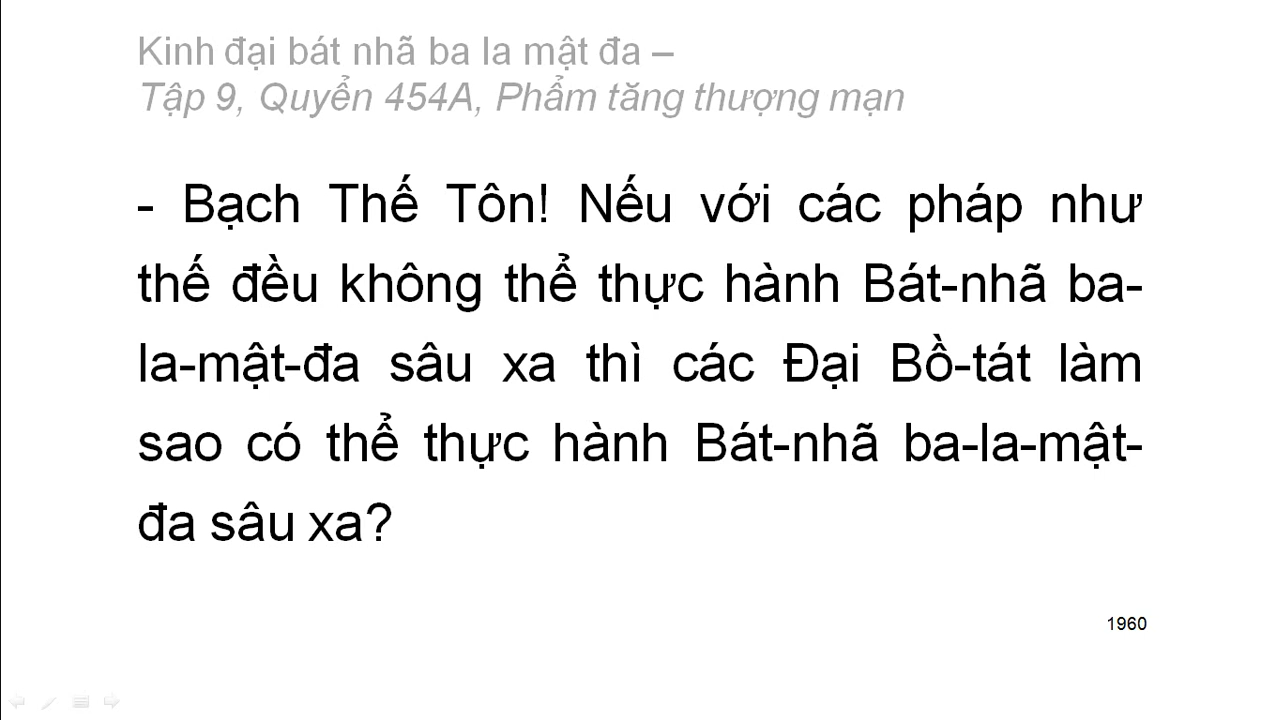 Kinh đại bát nhã ba la mật đa –
Tập 9, Quyển 454A, Phẩm tăng thượng mạn
- Bạch Thế Tôn! Nếu với các pháp như
thế đều không thể thực hành Bát-nhã ba-
la-mật-đa sâu xa thì các Đại Bồ-tát làm
sao có thể thực hành Bát-nhã ba-la-mật-
đa sâu xa?
1960